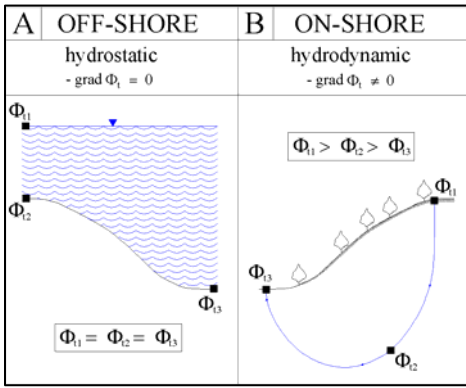 A OFF-SHORE
hydrostatic
- grad Φt = 0
Φt1
Φt2
Φt3
Φt1 = Φt2 = Φt3
B ON-SHORE
hydrodynamic
- grad Φt ≠ 0
Φt1 > Φt2 > Φt3
Φt1
Φt3
Φt2